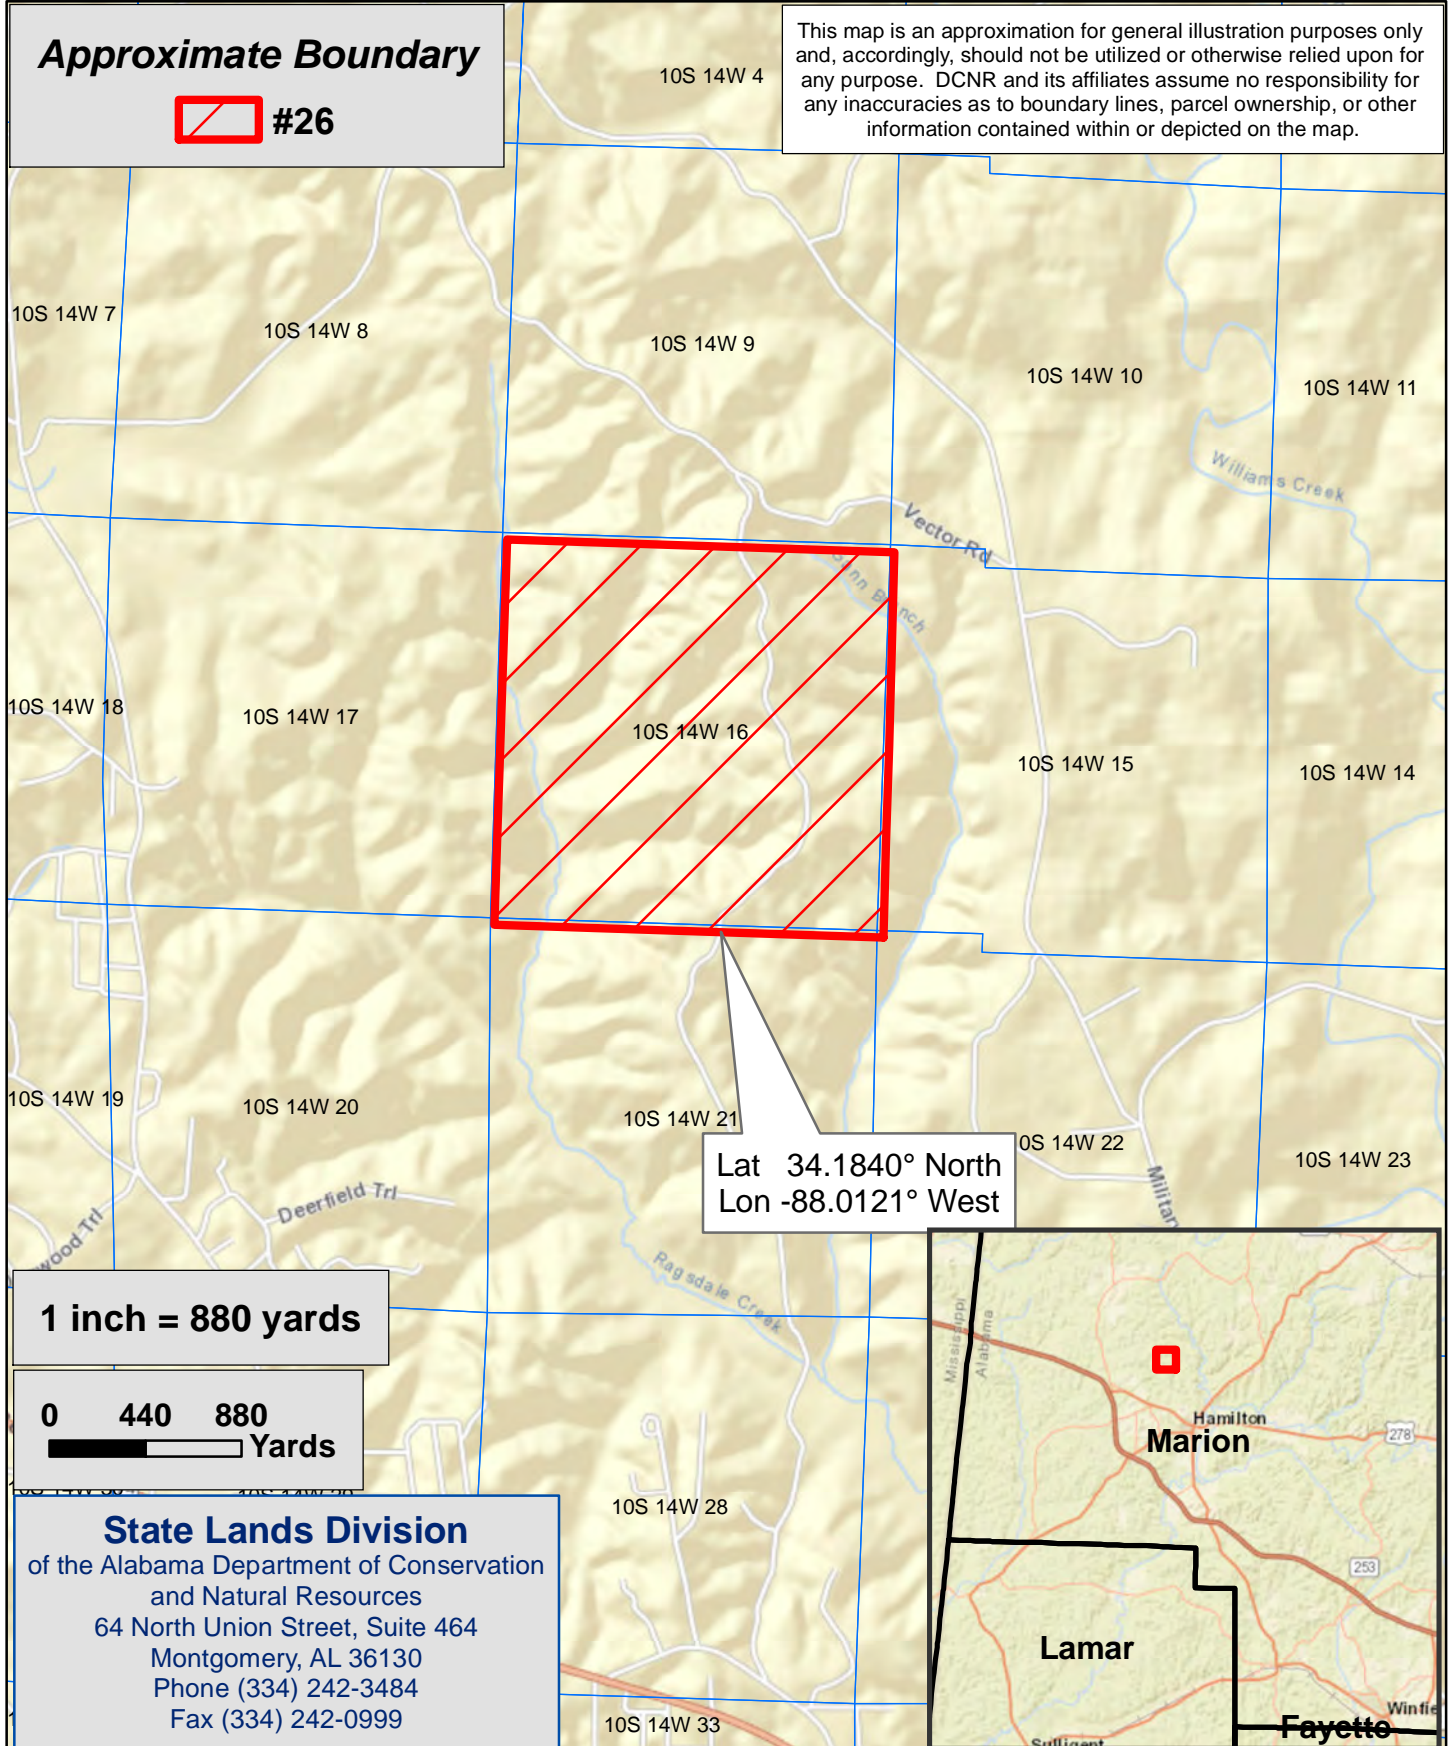 Approximate Boundary
#26
This map is an approximation for general illustration purposes only
and, accordingly, should not be utilized or otherwise relied upon for
any purpose. DCNR and its affiliates assume no responsibility for
any inaccuracies as to boundary lines, parcel ownership, or other
information contained within or depicted on the map.
10S 14W 4
10S 14W 7
10S 14W 8
10S 14W 9
10S 14W 10
10S 14W 11
Williams Creek
Vector Rd
10S 14W 18
10S 14W 17
10S 14W 16
10S 14W 15
10S 14W 14
10S 14W 19
10S 14W 20
10S 14W 21
0S 14W 22
10S 14W 23
Lat 34.1840° North
Lon -88.0121° West
Deerfield Trl
wood Trl
Ragsdale Creek
Military
1 inch = 880 yards
0 440 880
Yards
10S 14W 28
10S 14W 33
State Lands Division
of the Alabama Department of Conservation
and Natural Resources
64 North Union Street, Suite 464
Montgomery, AL 36130
Phone (334) 242-3484
Fax (334) 242-0999
Mississippi
Alabama
Hamilton
Marion
278
253
Lamar
Winfie
Fayette
Sulligent